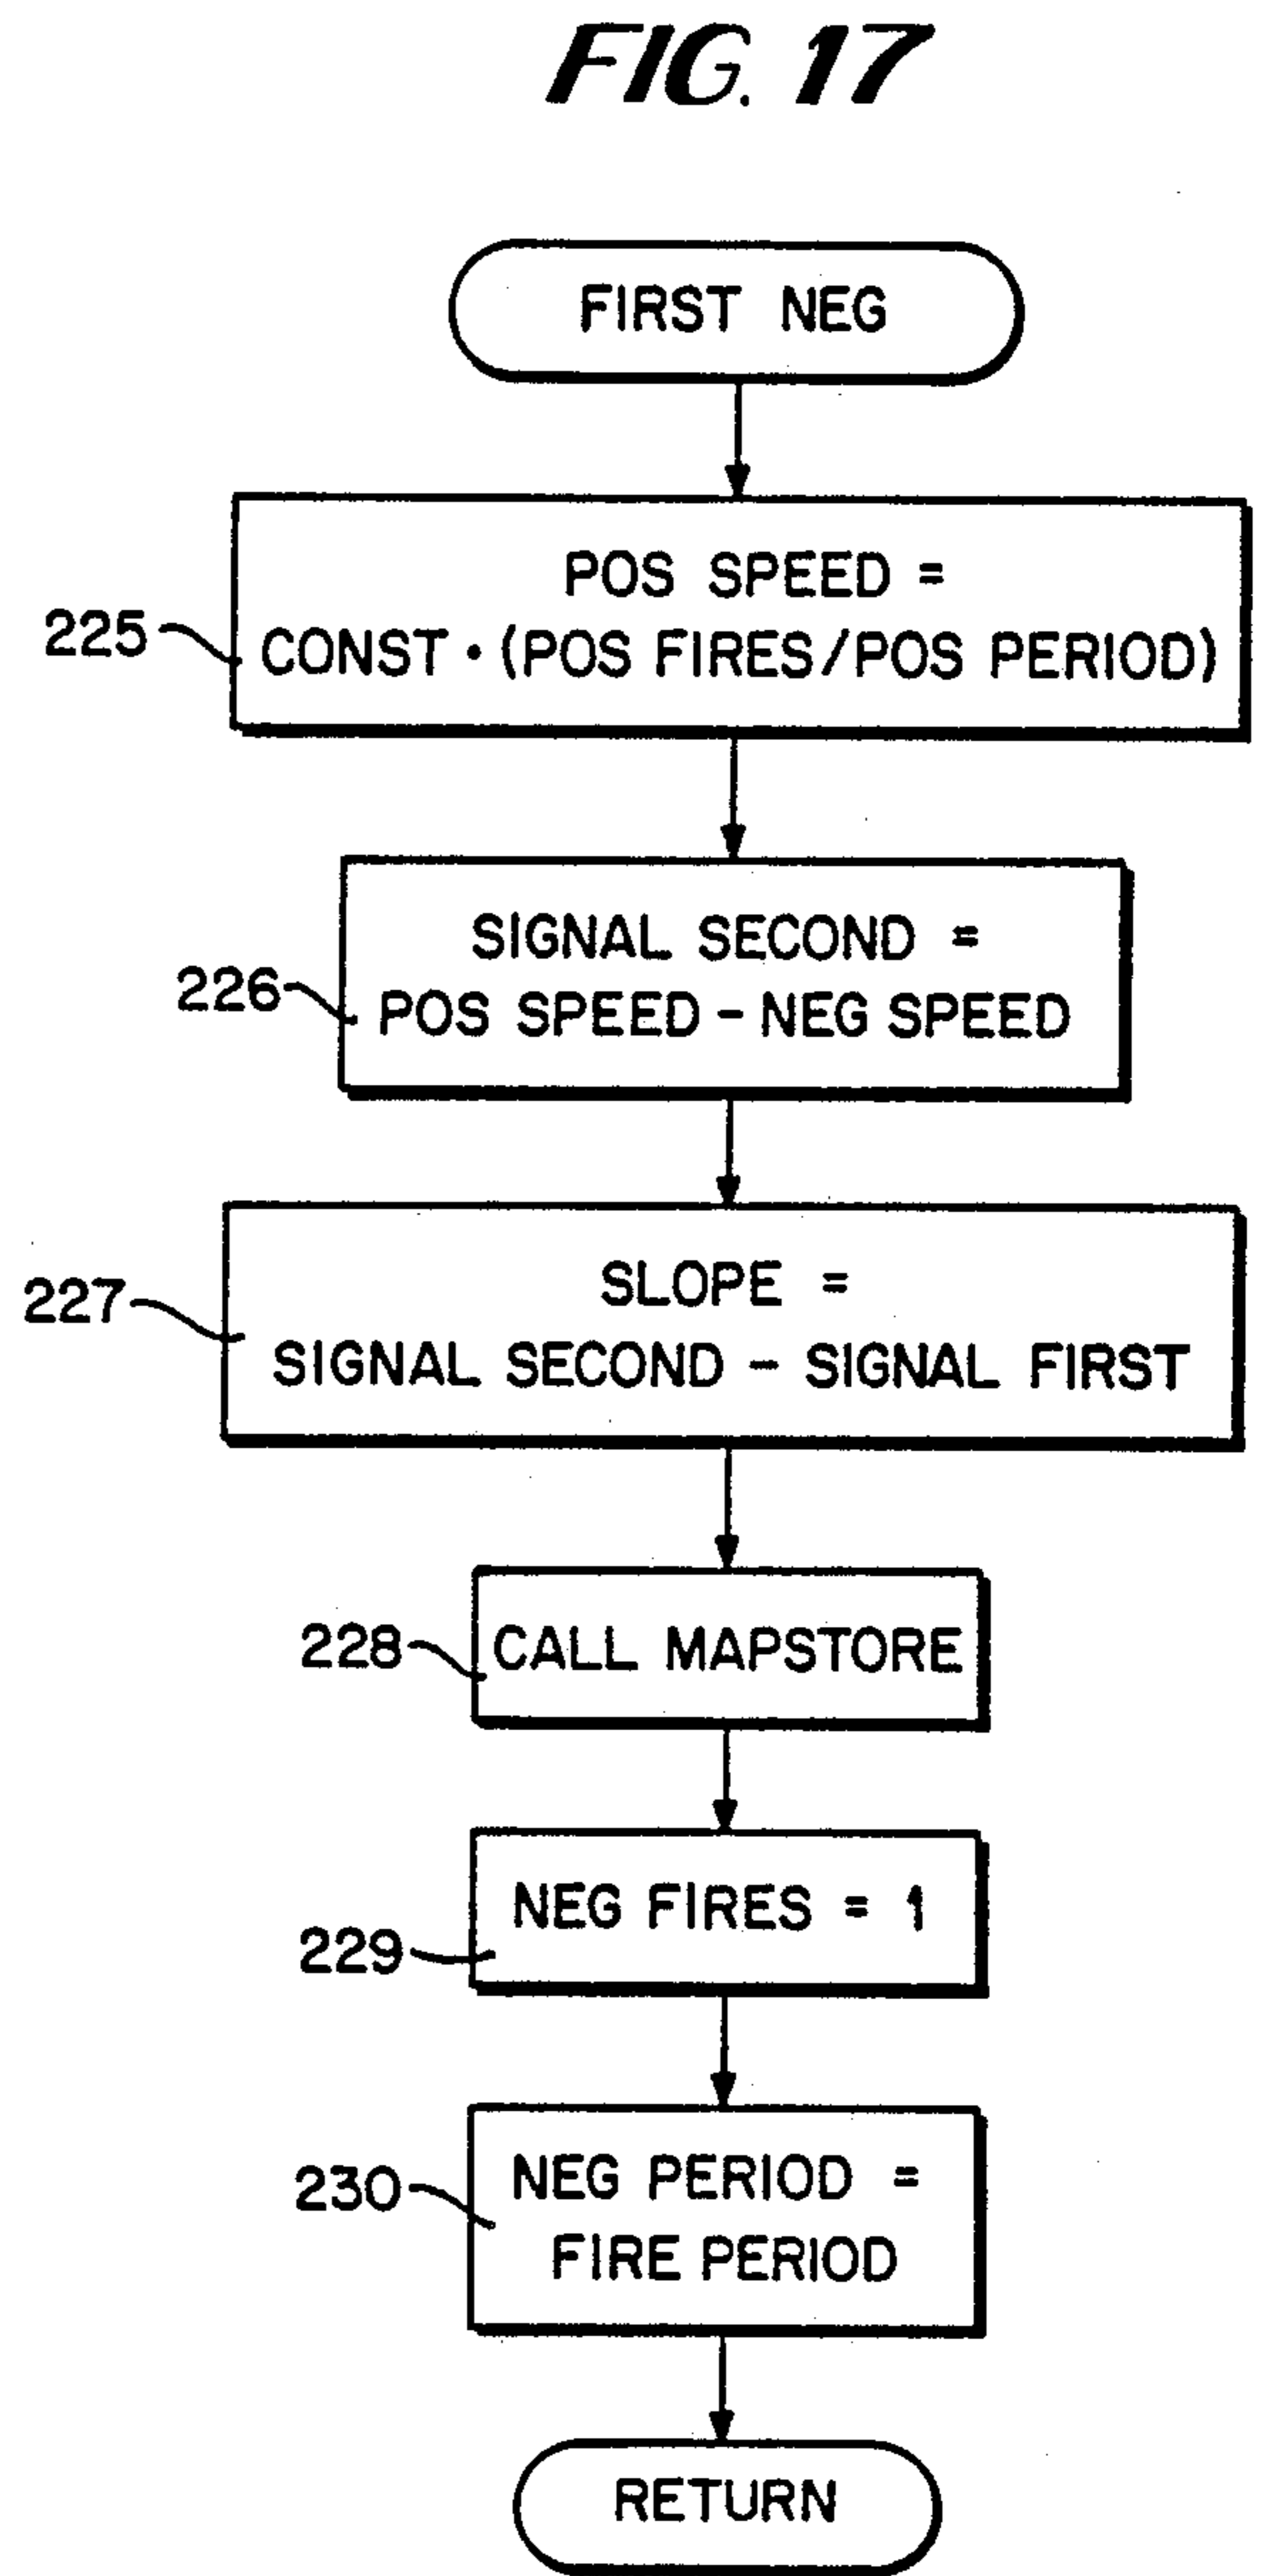 FIG. 17
FIRST NEG
POS SPEED =
225
CONST • (POS FIRES/POS PERIOD)
SIGNAL SECOND =
226
POS SPEED - NEG SPEED
SLOPE =
227
SIGNAL SECOND - SIGNAL FIRST
228
CALL MAPSTORE
NEG FIRES = 1
229
NEG PERIOD =
230
FIRE PERIOD
RETURN